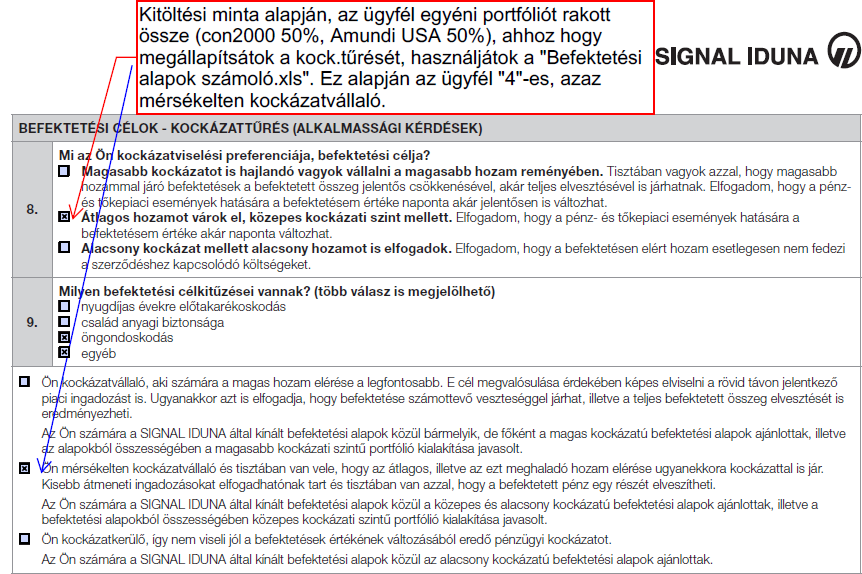 Kitöltési minta alapján, az ügyfél egyéni portfóliót rakott
össze (con2000 50%, Amundi USA 50%), ahhoz hogy
megállapítsátok a kock.tűrését, használjátok a "Befektetési
alapok számoló.xls". Ez alapján az ügyfél "4"-es, azaz
mérsékelten kockázatvállaló.
SIGNAL IDUNA
BEFEKTETÉSI CÉLOK - KOCKÁZATTŰRÉS (ALKALMASSÁGI KÉRDÉSEK)
8.
Mi az Ön kockázatviselési preferenciája, befektetési célja?
Magasabb kockázatot is hajlandó vagyok vállalni a magasabb hozam reményében. Tisztában vagyok azzal, hogy magasabb
hozammal járó befektetések a befektetett összeg jelentős csökkenésével, akár teljes elvesztésével is járhatnak. Elfogadom, hogy a pénz-
és tőkepiaci események hatására a befektetésem értéke naponta akár jelentősen is változhat.
Átlagos hozamot várok el, közepes kockázati szint mellett. Elfogadom, hogy a pénz- és tőkepiaci események hatására a
befektetésem értéke akár naponta változhat.
Alacsony kockázat mellett alacsony hozamot is elfogadok. Elfogadom, hogy a befektetésen elért hozam esetlegesen nem fedezi
a szerződéshez kapcsolódó költségeket.
9.
Milyen befektetési célkitűzései vannak? (több válasz is megjelölhető)
nyugdíjas évekre előtakarékoskodás
család anyagi biztonsága
öngondoskodás
egyéb
Ön kockázatvállaló, aki számára a magas hozam elérése a legfontosabb. E cél megvalósulása érdekében képes elviselni a rövid távon jelentkező
piaci ingadozást is. Ugyanakkor azt is elfogadja, hogy befektetése számottevő veszteséggel járhat, illetve a teljes befektetett összeg elvesztését is
eredményezheti.
Az Ön számára a SIGNAL IDUNA által kínált befektetési alapok közül bármelyik, de főként a magas kockázatú befektetési alapok ajánlottak, illetve
az alapokból összességében a magasabb kockázati szintű portfólió kialakítása javasolt.
Ön mérsékelten kockázatvállaló és tisztában van vele, hogy az átlagos, illetve az ezt meghaladó hozam elérése ugyanekkora kockázattal is jár.
Kisebb átmeneti ingadozásokat elfogadhatónak tart és tisztában van azzal, hogy a befektetett pénz egy részét elveszítheti.
Az Ön számára a SIGNAL IDUNA által kínált befektetési alapok közül a közepes és alacsony kockázatú befektetési alapok ajánlottak, illetve a
befektetési alapokból összességében közepes kockázati szintű portfólió kialakítása javasolt.
Ön kockázatkerülő, így nem viseli jól a befektetések értékének változásából eredő pénzügyi kockázatot.
Az Ön számára a SIGNAL IDUNA által kínált befektetési alapok közül az alacsony kockázatú befektetési alapok ajánlottak.